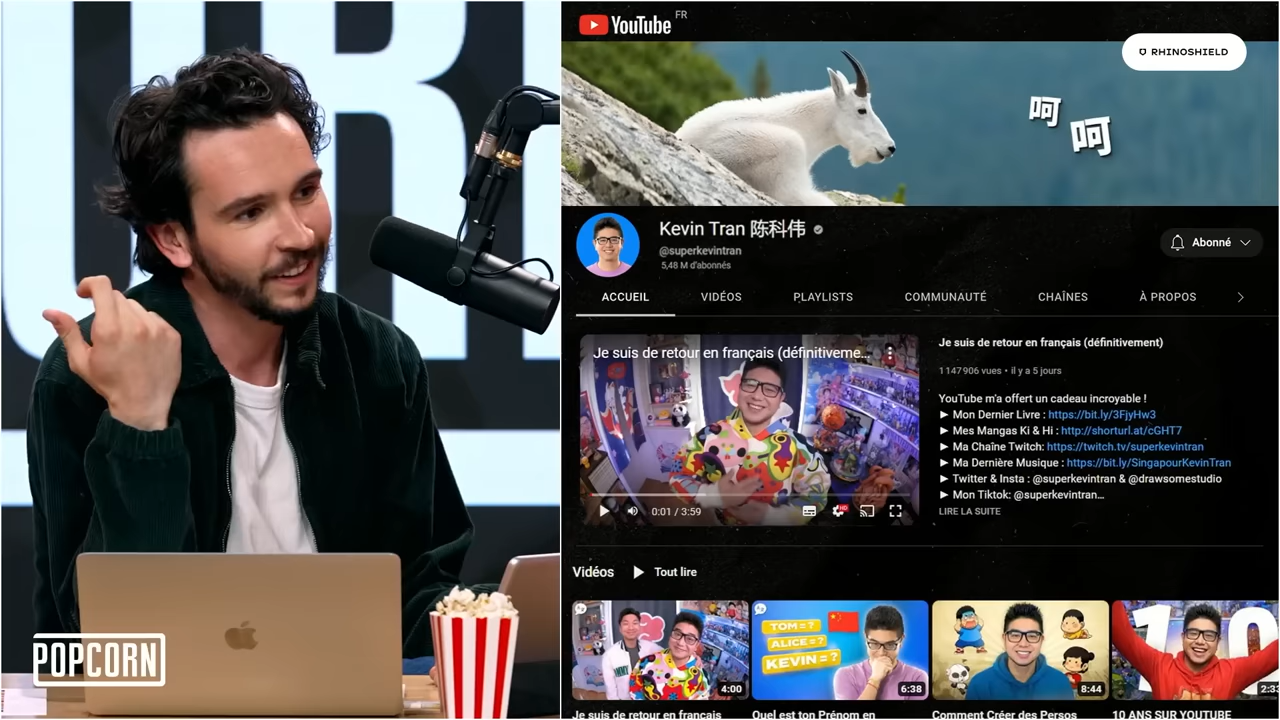 YouTube FR
RHINOSHIELD
呵
呵
Kevin Tran 陈科伟
@superkevintran
5,48 M d'abonnés
Abonné
ACCUEIL VIDÉOS PLAYLISTS COMMUNAUTÉ CHAÎNES À PROPOS
Je suis de retour en français (définitiveme...
0:01 / 3:59
HD
Je suis de retour en français (définitivement)
1 147 906 vues • il y a 5 jours
YouTube m'a offert un cadeau incroyable !
► Mon Dernier Livre : https://bit.ly/3FjyHw3
► Mes Mangas Ki & Hi : http://shorturl.at/cGHT7
► Ma Chaîne Twitch: https://twitch.tv/superkevintran
► Ma Dernière Musique : https://bit.ly/SingapourKevinTran
► Twitter & Insta : @superkevintran & @drawsomestudio
► Mon Tiktok: @superkevintran...
LIRE LA SUITE
Vidéos Tout lire
TOM = ?
ALICE = ?
KEVIN = ?
10
4:00
6:38
8:44
2:33
Je suis de retour en français
Quel est ton Prénom en
Comment Créer des Persos
10 ANS SUR YOUTUBE
POPCORN